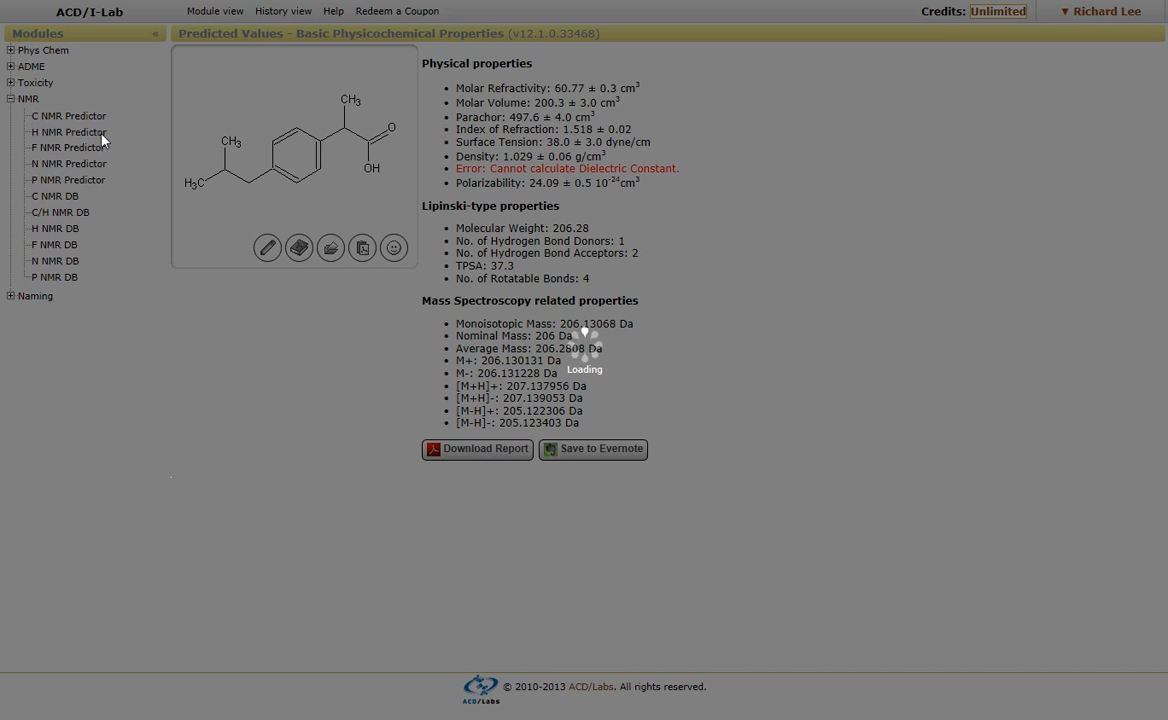 ACD/I-Lab
Module view
History view
Help
Redeem a Coupon
Credits: Unlimited
▼ Richard Lee
Modules «
Predicted Values - Basic Physicochemical Properties (v12.1.0.33468)
Phys Chem
ADME
Toxicity
NMR
C NMR Predictor
H NMR Predictor
F NMR Predictor
N NMR Predictor
P NMR Predictor
C NMR DB
C/H NMR DB
H NMR DB
F NMR DB
N NMR DB
P NMR DB
Naming
CH3
CH3
O
OH
H3C
Physical properties
• Molar Refractivity: 60.77 ± 0.3 cm3
• Molar Volume: 200.3 ± 3.0 cm3
• Parachor: 497.6 ± 4.0 cm3
• Index of Refraction: 1.518 ± 0.02
• Surface Tension: 38.0 ± 3.0 dyne/cm
• Density: 1.029 ± 0.06 g/cm3
• Error: Cannot calculate Dielectric Constant.
• Polarizability: 24.09 ± 0.5 10-24cm3
Lipinski-type properties
• Molecular Weight: 206.28
• No. of Hydrogen Bond Donors: 1
• No. of Hydrogen Bond Acceptors: 2
• TPSA: 37.3
• No. of Rotatable Bonds: 4
Mass Spectroscopy related properties
• Monoisotopic Mass: 206.13068 Da
• Nominal Mass: 206 Da
• Average Mass: 206.2808 Da
• M+: 206.130131 Da
• M-: 206.131228 Da
• [M+H]+: 207.137956 Da
• [M+H]-: 207.139053 Da
• [M-H]+: 205.122306 Da
• [M-H]-: 205.123403 Da
Loading
Download Report
Save to Evernote
ACD/Labs
© 2010-2013 ACD/Labs. All rights reserved.